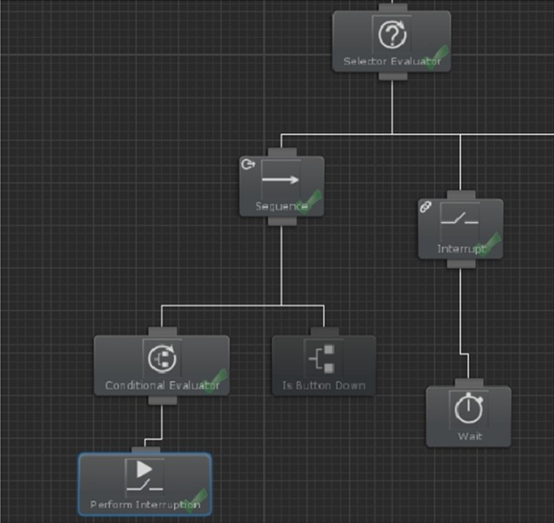 Selector Evaluator
Sequence
Interrupt
Conditional Evaluator
Is Button Down
Wait
Perform Interruption